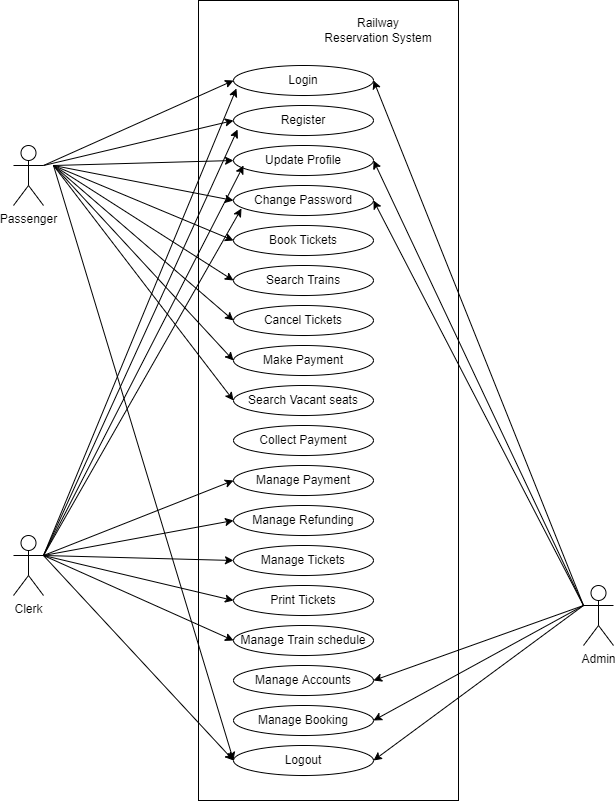 Railway
Reservation System
Login
Register
Update Profile
Passenger
Change Password
Book Tickets
Search Trains
Cancel Tickets
Make Payment
Search Vacant seats
Collect Payment
Manage Payment
Manage Refunding
Manage Tickets
Print Tickets
Clerk
Manage Train schedule
Admin
Manage Accounts
Manage Booking
Logout